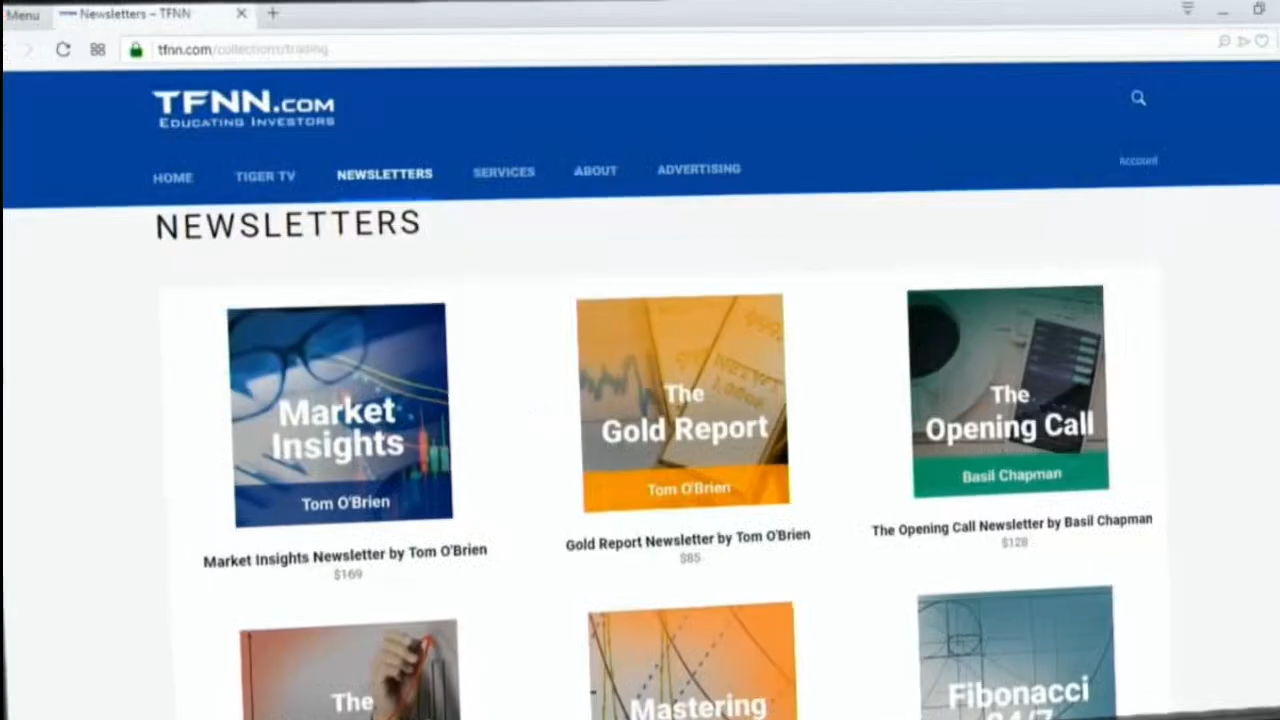 Menu
Newsletters – TFNN
tfnn.com/collections/trading
TFNN.COM
EDUCATING INVESTORS
Account
HOME
TIGER TV
NEWSLETTERS
SERVICES
ABOUT
ADVERTISING
NEWSLETTERS
Market
Insights
Tom O'Brien
Market Insights Newsletter by Tom O'Brien
$169
The
Gold Report
Tom O'Brien
Gold Report Newsletter by Tom O'Brien
$85
The
Opening Call
Basil Chapman
The Opening Call Newsletter by Basil Chapman
$128
The
Mastering
Fibonacci
24/7